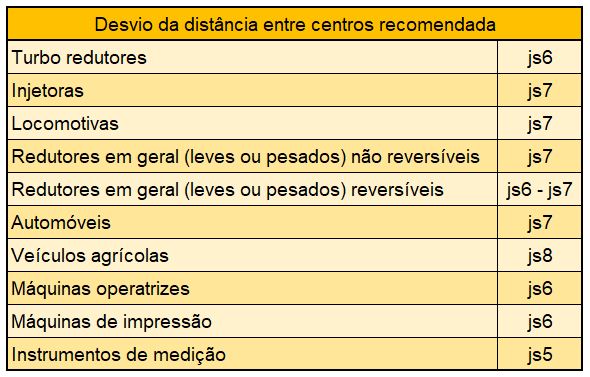 Desvio da distância entre centros recomendada
Turbo redutores js6
Injetoras js7
Locomotivas js7
Redutores em geral (leves ou pesados) não reversíveis js7
Redutores em geral (leves ou pesados) reversíveis js6 - js7
Automóveis js7
Veículos agrícolas js8
Máquinas operatrizes js6
Máquinas de impressão js6
Instrumentos de medição js5